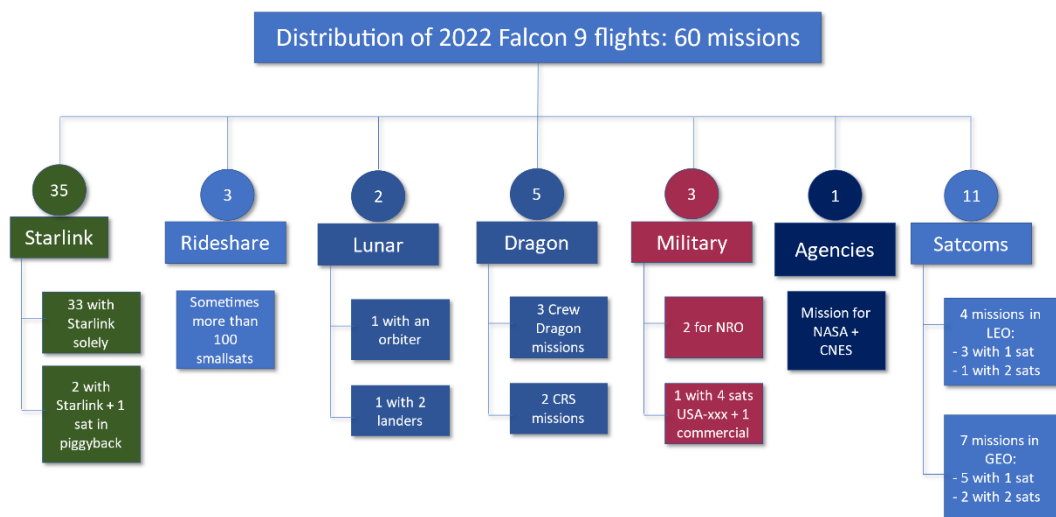 Distribution of 2022 Falcon 9 flights: 60 missions
35
Starlink
33 with
Starlink
solely
2 with
Starlink + 1
sat in
piggyback
3
Rideshare
Sometimes
more than
100
smallsats
2
Lunar
1 with an
orbiter
1 with 2
landers
5
Dragon
3 Crew
Dragon
missions
2 CRS
missions
3
Military
2 for NRO
1 with 4 sats
USA-xxx + 1
commercial
1
Agencies
Mission for
NASA +
CNES
11
Satcoms
4 missions in
LEO:
- 3 with 1 sat
- 1 with 2 sats
7 missions in
GEO:
- 5 with 1 sat
- 2 with 2 sats